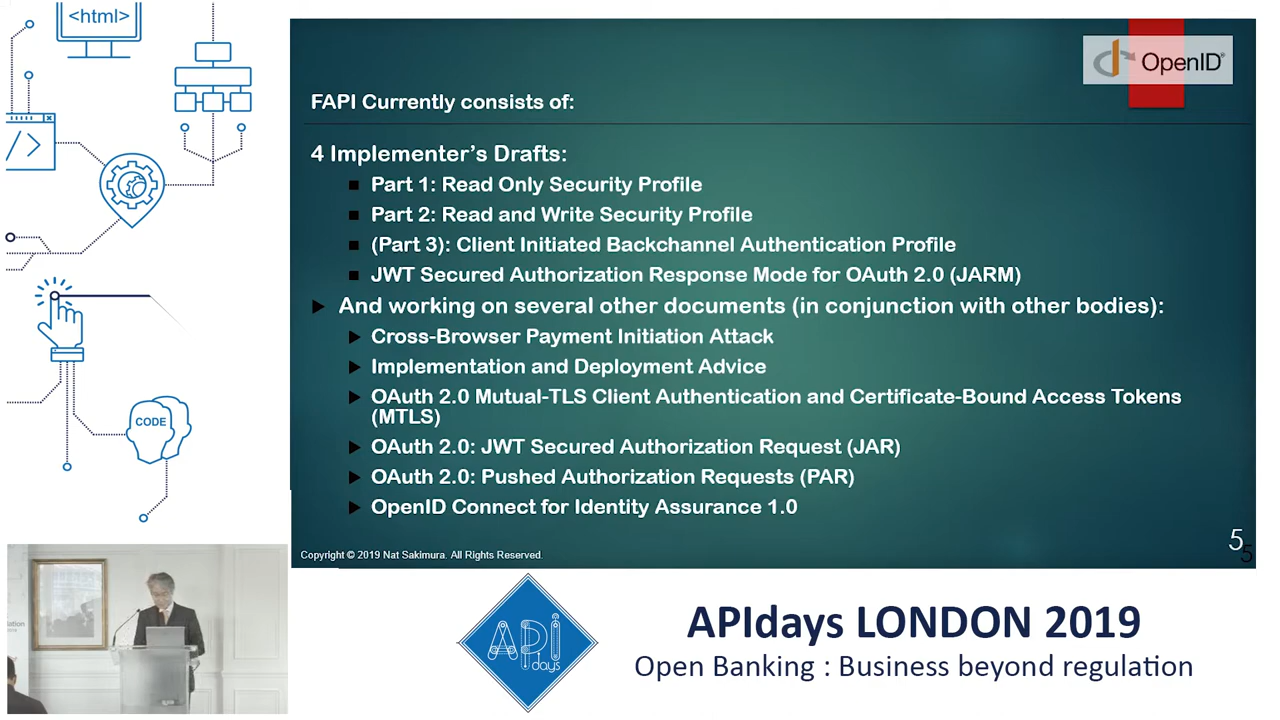 <html>
OpenID®
FAPI Currently consists of:
4 Implementer's Drafts:
Part 1: Read Only Security Profile
Part 2: Read and Write Security Profile
(Part 3): Client Initiated Backchannel Authentication Profile
JWT Secured Authorization Response Mode for OAuth 2.0 (JARM)
And working on several other documents (in conjunction with other bodies):
Cross-Browser Payment Initiation Attack
Implementation and Deployment Advice
OAuth 2.0 Mutual-TLS Client Authentication and Certificate-Bound Access Tokens
(MTLS)
OAuth 2.0: JWT Secured Authorization Request (JAR)
OAuth 2.0: Pushed Authorization Requests (PAR)
OpenID Connect for Identity Assurance 1.0
5
5
Copyright © 2019 Nat Sakimura. All Rights Reserved.
/>
CODE
API
days
APIdays LONDON 2019
Open Banking : Business beyond regulation